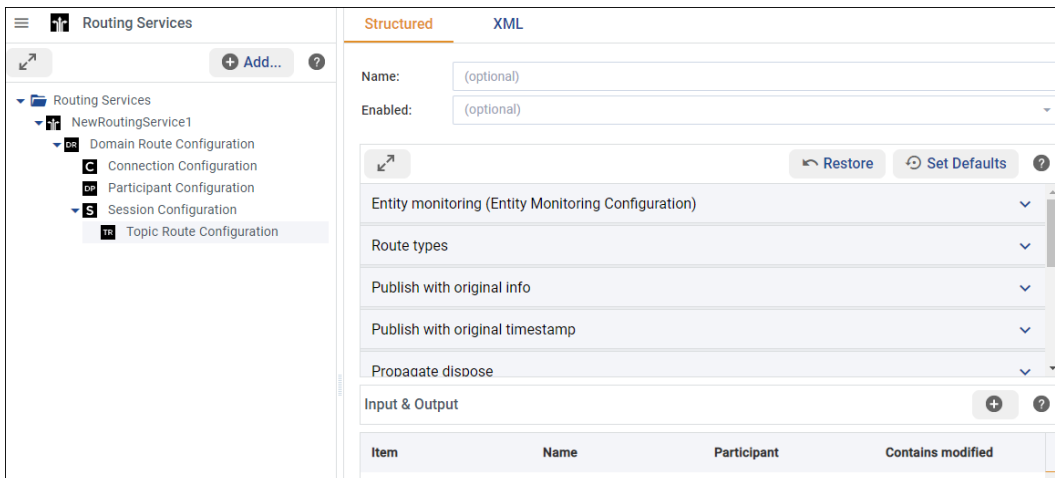 Routing Services
Add...
?
Routing Services
NewRoutingService1
DR Domain Route Configuration
C Connection Configuration
DP Participant Configuration
S Session Configuration
TR Topic Route Configuration
Structured XML
Name: (optional)
Enabled: (optional)
Restore Set Defaults ?
Entity monitoring (Entity Monitoring Configuration)
Route types
Publish with original info
Publish with original timestamp
Propagate dispose
Input & Output ?
Item Name Participant Contains modified